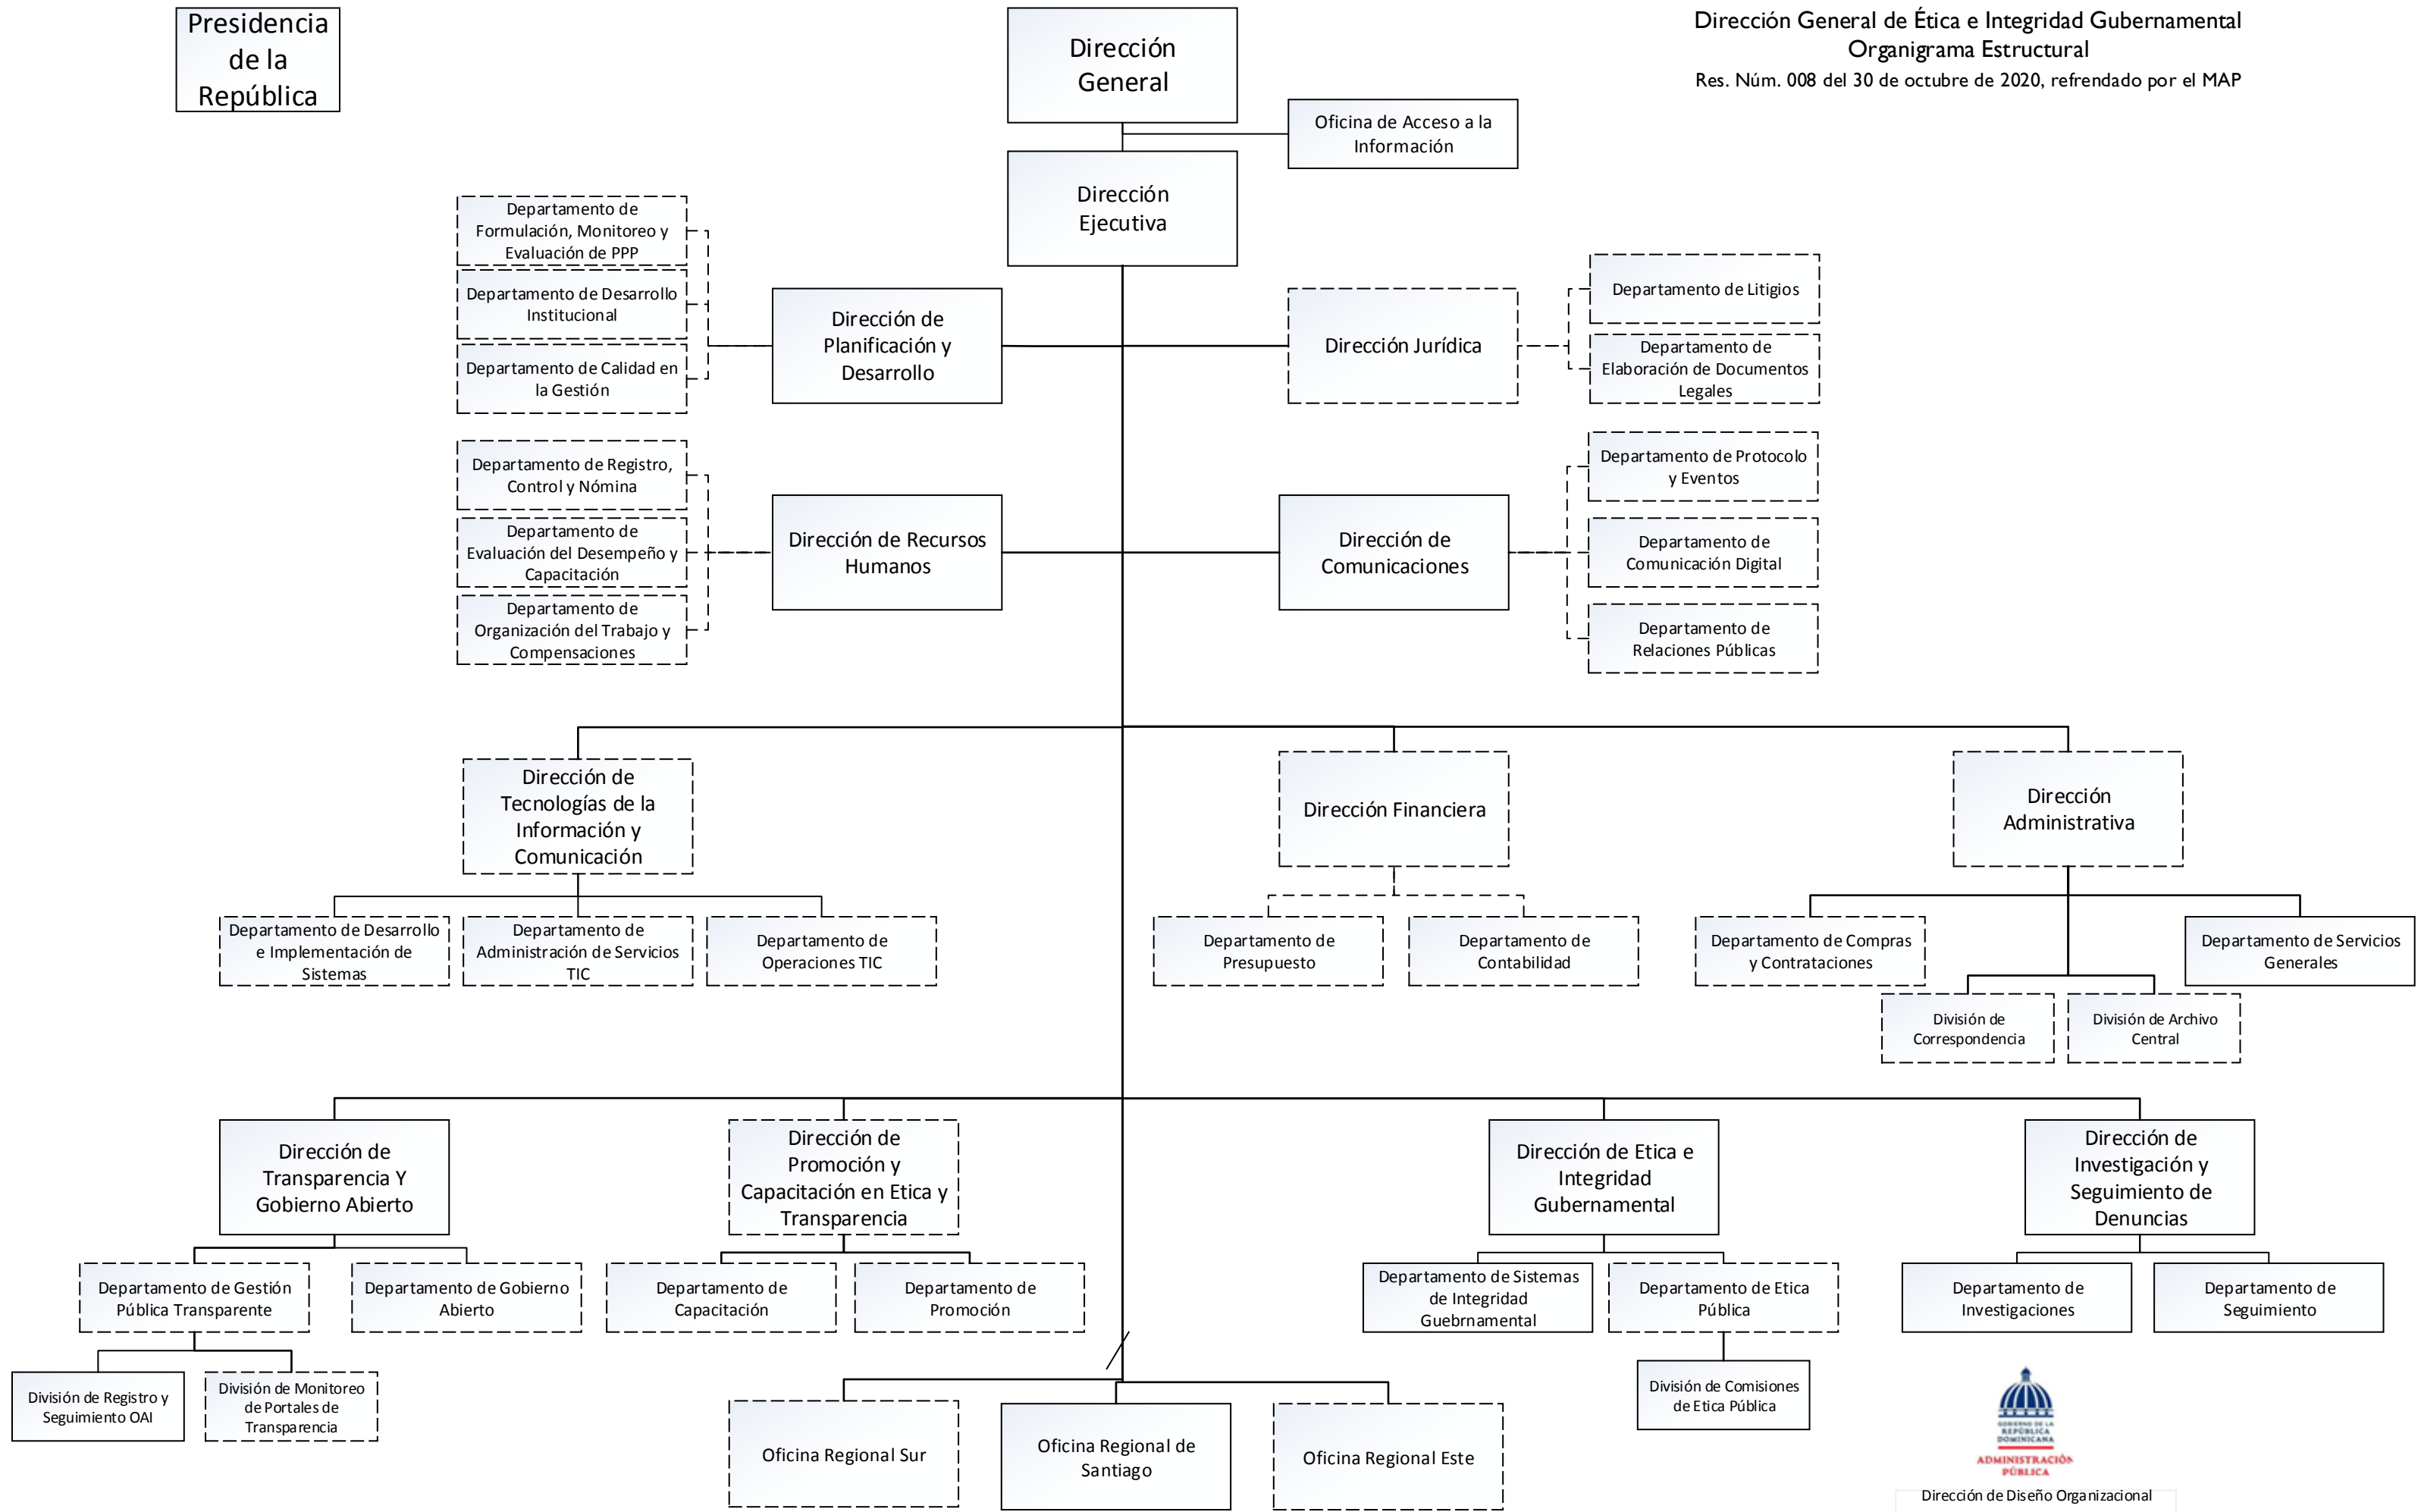 Presidencia
de la
República
Dirección
General
Dirección General de Ética e Integridad Gubernamental
Organigrama Estructural
Res. Núm. 008 del 30 de octubre de 2020, refrendado por el MAP
Oficina de Acceso a la
Información
Dirección
Ejecutiva
Departamento de
Formulación, Monitoreo y
Evaluación de PPP
Departamento de Desarrollo
Institucional
Departamento de Calidad en
la Gestión
Dirección de
Planificación y
Desarrollo
Dirección Jurídica
Departamento de Litigios
Departamento de
Elaboración de Documentos
Legales
Departamento de Registro,
Control y Nómina
Departamento de
Evaluación del Desempeño y
Capacitación
Departamento de
Organización del Trabajo y
Compensaciones
Dirección de Recursos
Humanos
Dirección de
Comunicaciones
Departamento de Protocolo
y Eventos
Departamento de
Comunicación Digital
Departamento de
Relaciones Públicas
Dirección de
Tecnologías de la
Información y
Comunicación
Dirección Financiera
Dirección
Administrativa
Departamento de Desarrollo
e Implementación de
Sistemas
Departamento de
Administración de Servicios
TIC
Departamento de
Operaciones TIC
Departamento de
Presupuesto
Departamento de
Contabilidad
Departamento de Compras
y Contrataciones
Departamento de Servicios
Generales
División de
Correspondencia
División de Archivo
Central
Dirección de
Transparencia Y
Gobierno Abierto
Dirección de
Promoción y
Capacitación en Etica y
Transparencia
Dirección de Etica e
Integridad
Gubernamental
Dirección de
Investigación y
Seguimiento de
Denuncias
Departamento de Gestión
Pública Transparente
Departamento de Gobierno
Abierto
Departamento de
Capacitación
Departamento de
Promoción
Departamento de Sistemas
de Integridad
Guebrnamental
Departamento de Etica
Pública
Departamento de
Investigaciones
Departamento de
Seguimiento
División de Registro y
Seguimiento OAI
División de Monitoreo
de Portales de
Transparencia
División de Comisiones
de Etica Pública
Oficina Regional Sur
Oficina Regional de
Santiago
Oficina Regional Este
GOBIERNO DE LA
REPÚBLICA
DOMINICANA
ADMINISTRACIÓN
PÚBLICA
Dirección de Diseño Organizacional